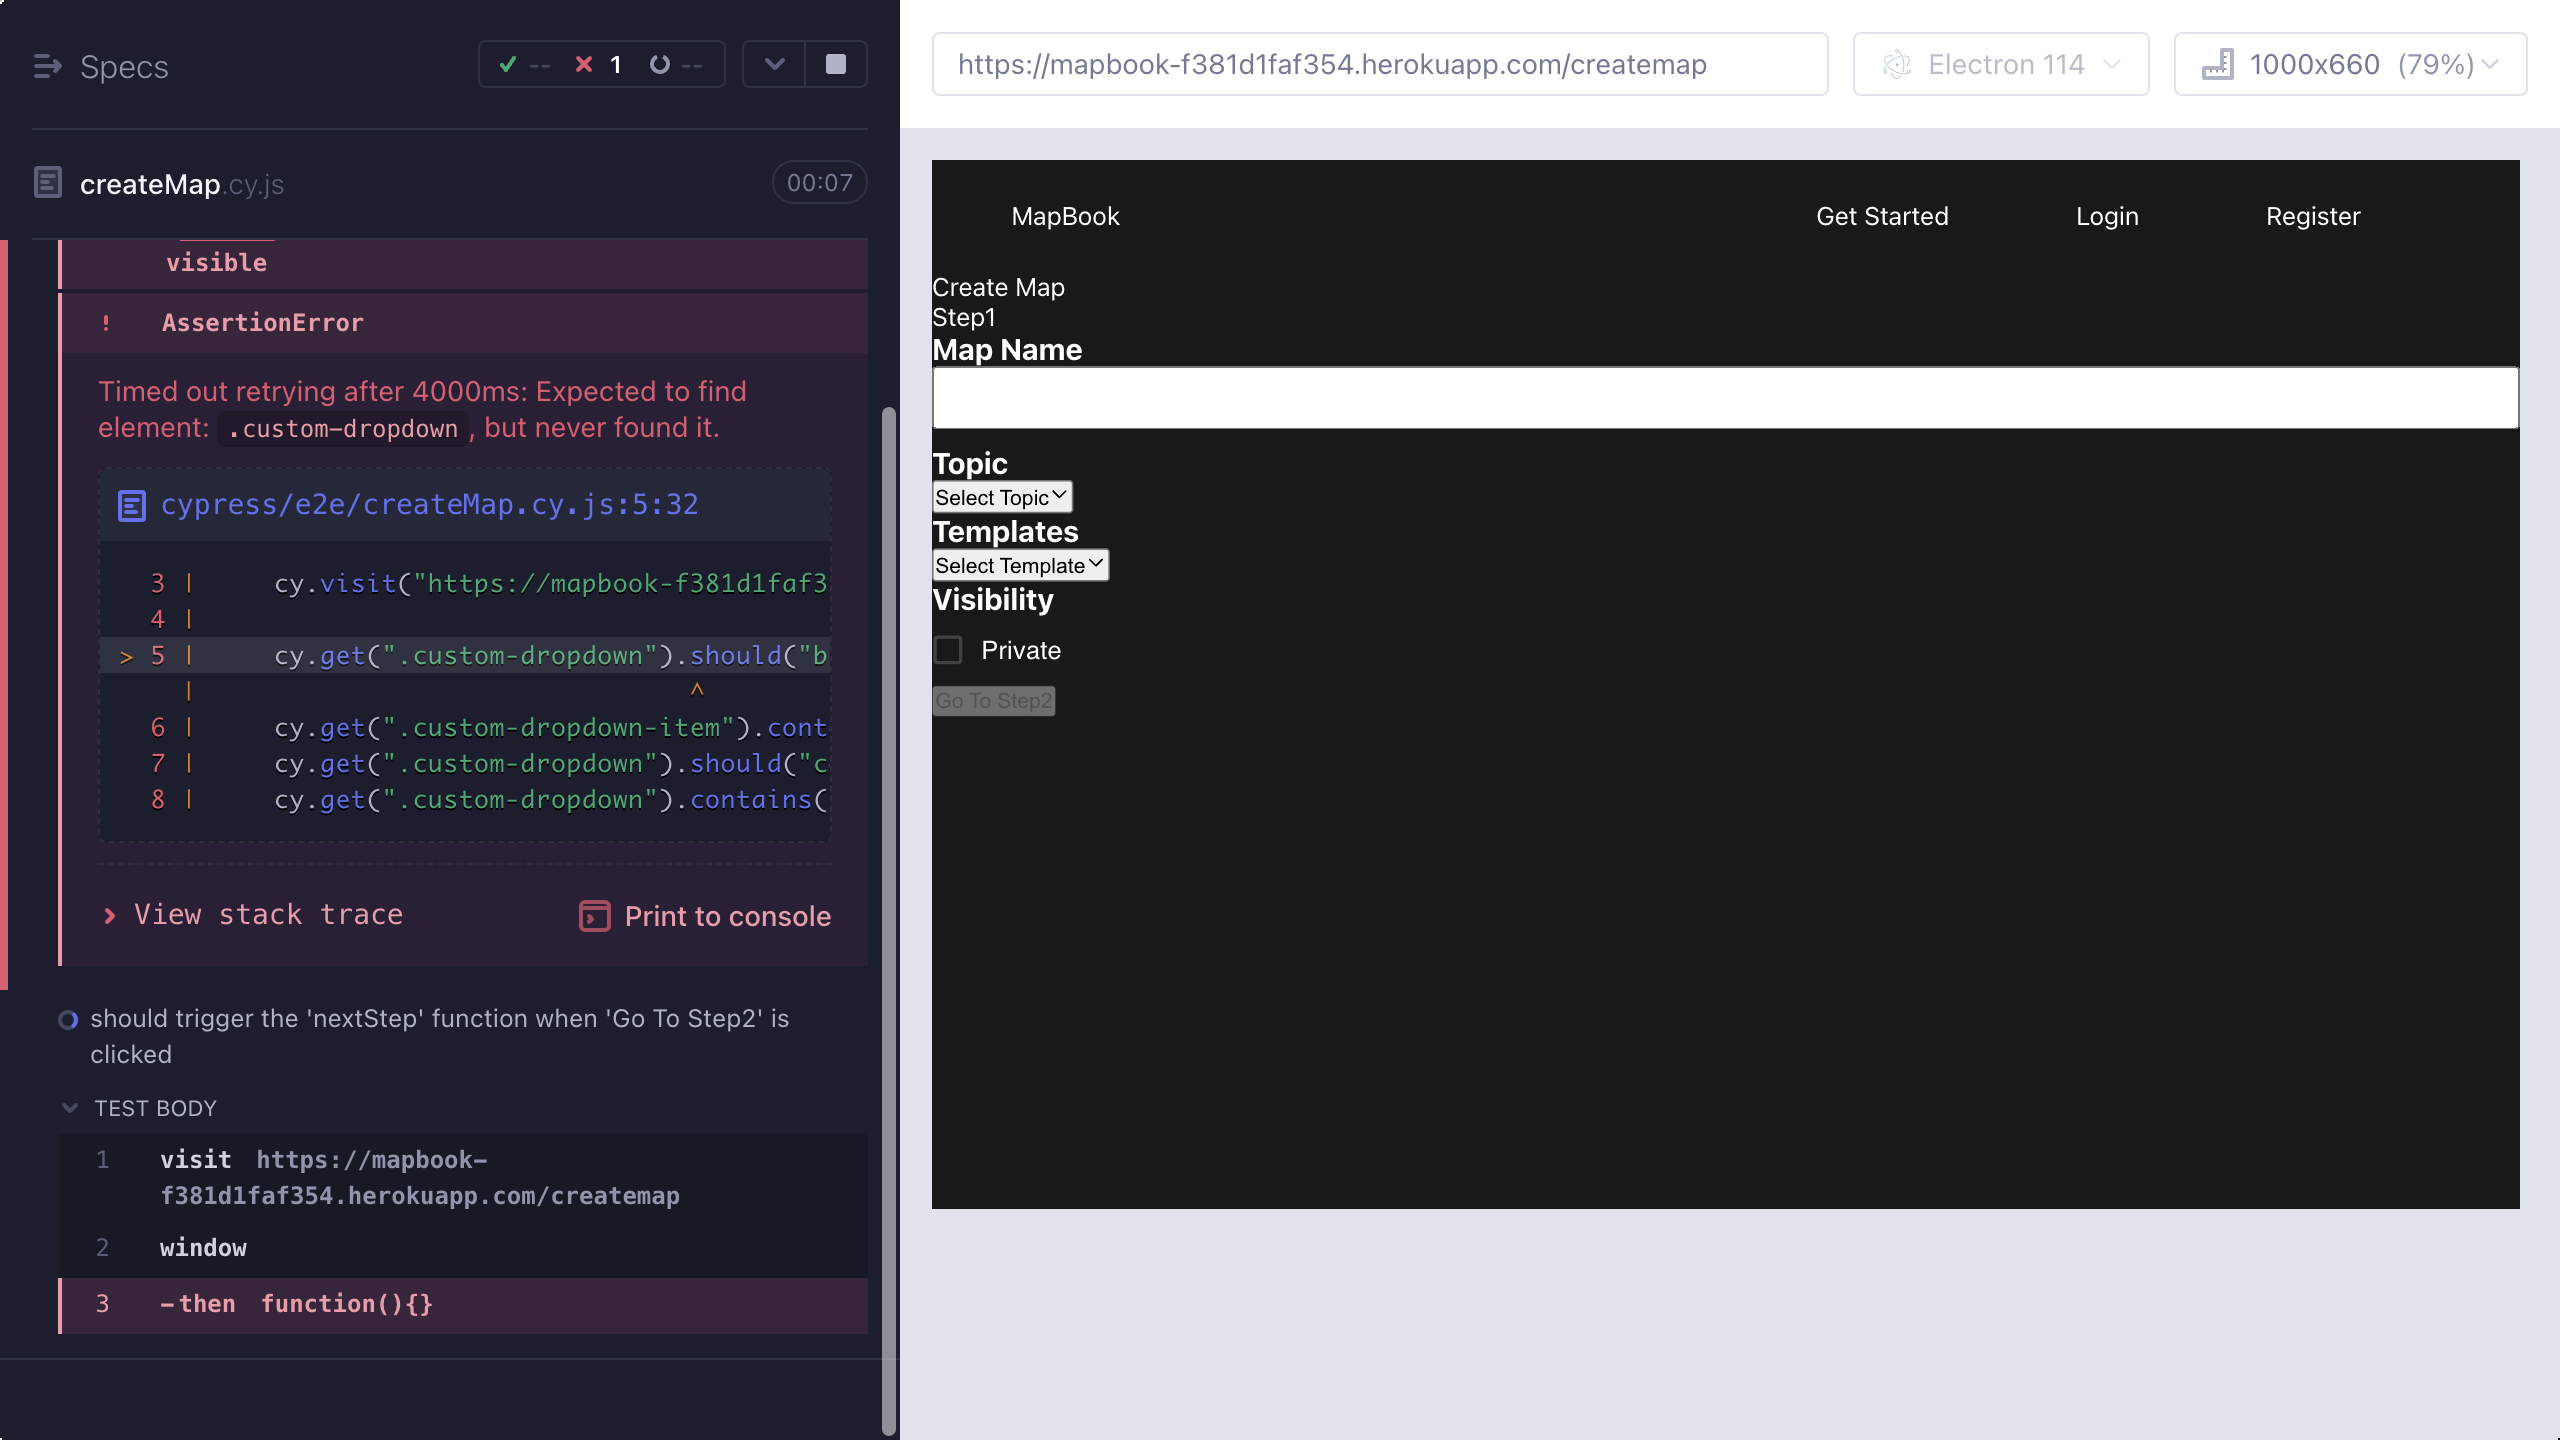 Specs
-- 1 --
createMap.cy.js
00:07
visible
! AssertionError
Timed out retrying after 4000ms: Expected to find
element: .custom-dropdown, but never found it.
cypress/e2e/createMap.cy.js:5:32
3 | cy.visit("https://mapbook-f381d1faf3
4 |
> 5 | cy.get(".custom-dropdown").should("b
| ^
6 | cy.get(".custom-dropdown-item").cont
7 | cy.get(".custom-dropdown").should("c
8 | cy.get(".custom-dropdown").contains(
View stack trace
Print to console
should trigger the 'nextStep' function when 'Go To Step2' is
clicked
TEST BODY
1 visit https://mapbook-
f381d1faf354.herokuapp.com/createmap
2 window
3 -then function(){}
https://mapbook-f381d1faf354.herokuapp.com/createmap
Electron 114
1000x660 (79%)
MapBook
Get Started
Login
Register
Create Map
Step1
Map Name
Topic
Select Topic
Templates
Select Template
Visibility
Private
Go To Step2